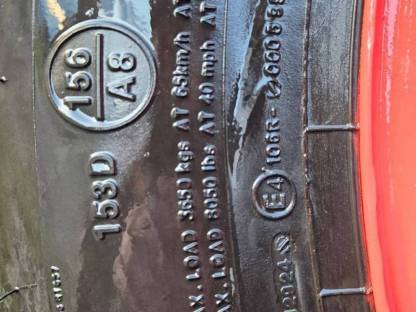 156
A8
153D
AX. LOAD 3650 kgs AT 65km/h AT
AX. LOAD 8050 lbs AT 40 mph AT
E4 106R-